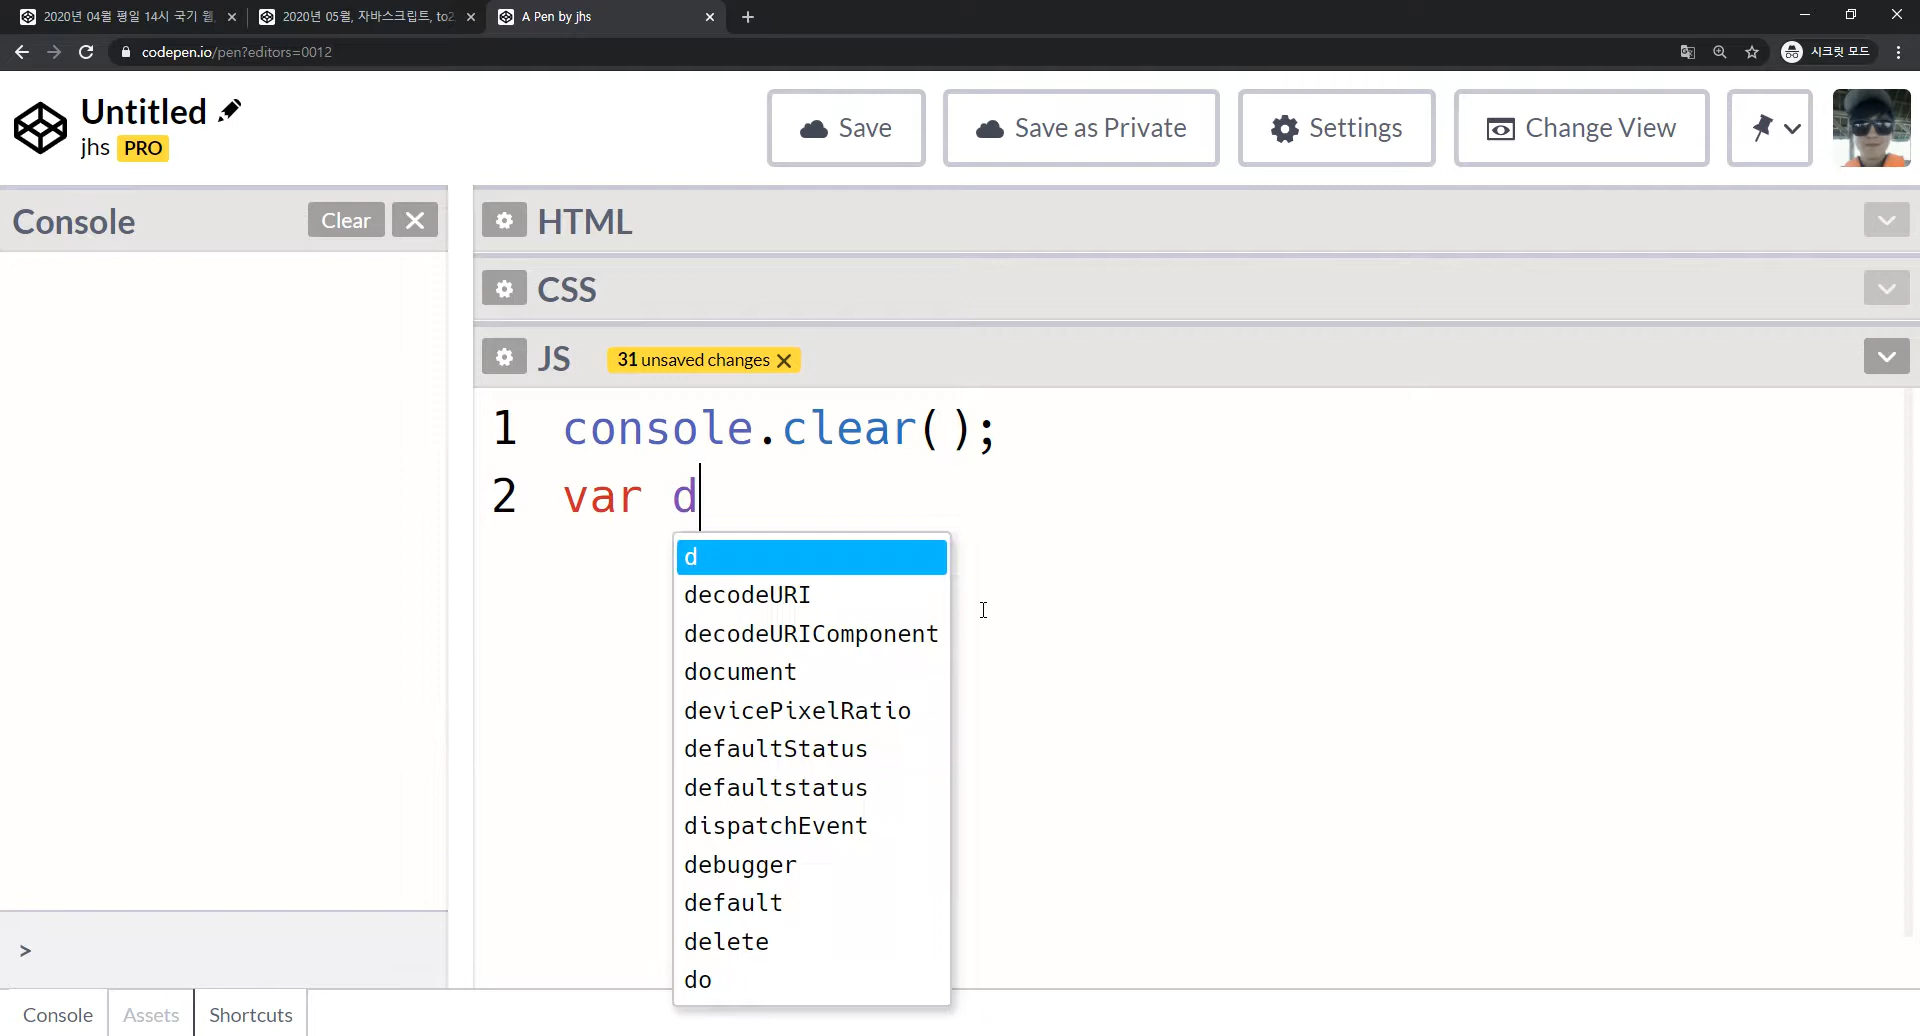 2020년 04월 평일 14시 국기 웹
2020년 05월, 자바스크립트, to2
A Pen by jhs
codepen.io/pen?editors=0012
시크릿 모드
Untitled
jhs PRO
Save
Save as Private
Settings
Change View
Console
Clear
HTML
CSS
JS
31 unsaved changes
1 console.clear();
2 var d
d
decodeURI
decodeURIComponent
document
devicePixelRatio
defaultStatus
defaultstatus
dispatchEvent
debugger
default
delete
do
>
Console
Assets
Shortcuts